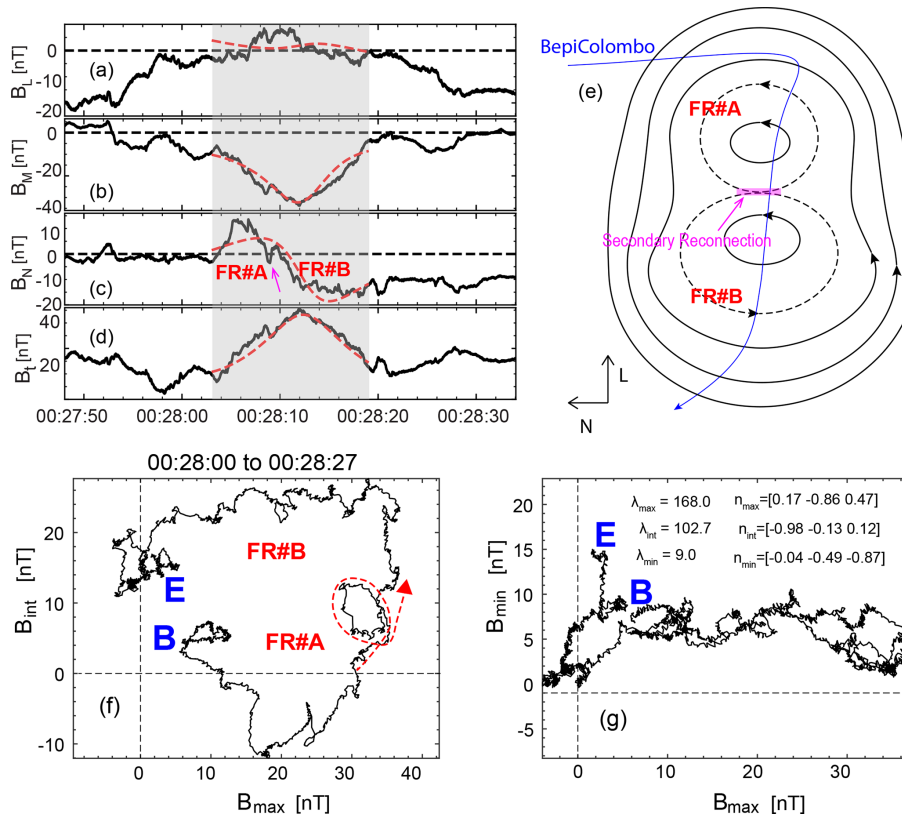 0
-10
-20
B_L [nT]
(a)
0
-20
-40
B_M [nT]
(b)
10
0
-10
-20
B_N [nT]
(c)
FR#A
FR#B
40
20
B_t [nT]
(d)
00:27:50
00:28:00
00:28:10
00:28:20
00:28:30
BepiColombo
(e)
FR#A
Secondary Reconnection
FR#B
L
N
00:28:00 to 00:28:27
20
10
0
-10
B_int [nT]
FR#B
E
B
FR#A
(f)
0
10
20
30
40
B_max [nT]
20
15
10
5
0
-5
B_min [nT]
λ_max = 168.0 n_max=[0.17 -0.86 0.47]
λ_int = 102.7 n_int=[-0.98 -0.13 0.12]
λ_min = 9.0 n_min=[-0.04 -0.49 -0.87]
E
B
(g)
0
10
20
30
B_max [nT]